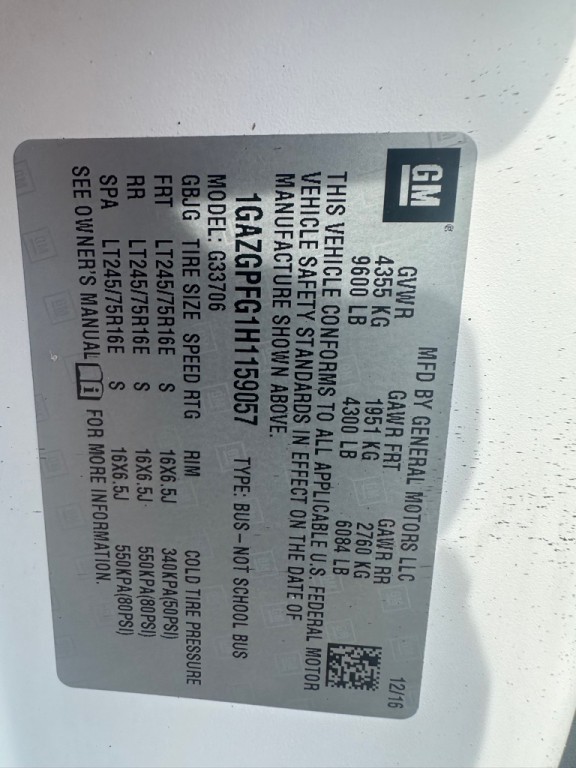 GM®
MFD BY GENERAL MOTORS LLC 12/16
GVWR GAWR FRT GAWR RR
4355 KG 1951 KG 2760 KG
9600 LB 4300 LB 6084 LB
THIS VEHICLE CONFORMS TO ALL APPLICABLE U.S. FEDERAL MOTOR
VEHICLE SAFETY STANDARDS IN EFFECT ON THE DATE OF
MANUFACTURE SHOWN ABOVE.
1GAZGPFG1H1159057 TYPE: BUS – NOT SCHOOL BUS
MODEL: G33706
GBJG TIRE SIZE SPEED RTG RIM COLD TIRE PRESSURE
FRT LT245/75R16E S 16X6.5J 340KPA(50PSI)
RR LT245/75R16E S 16X6.5J 550KPA(80PSI)
SPA LT245/75R16E S 16X6.5J 550KPA(80PSI)
SEE OWNER'S MANUAL i FOR MORE INFORMATION.